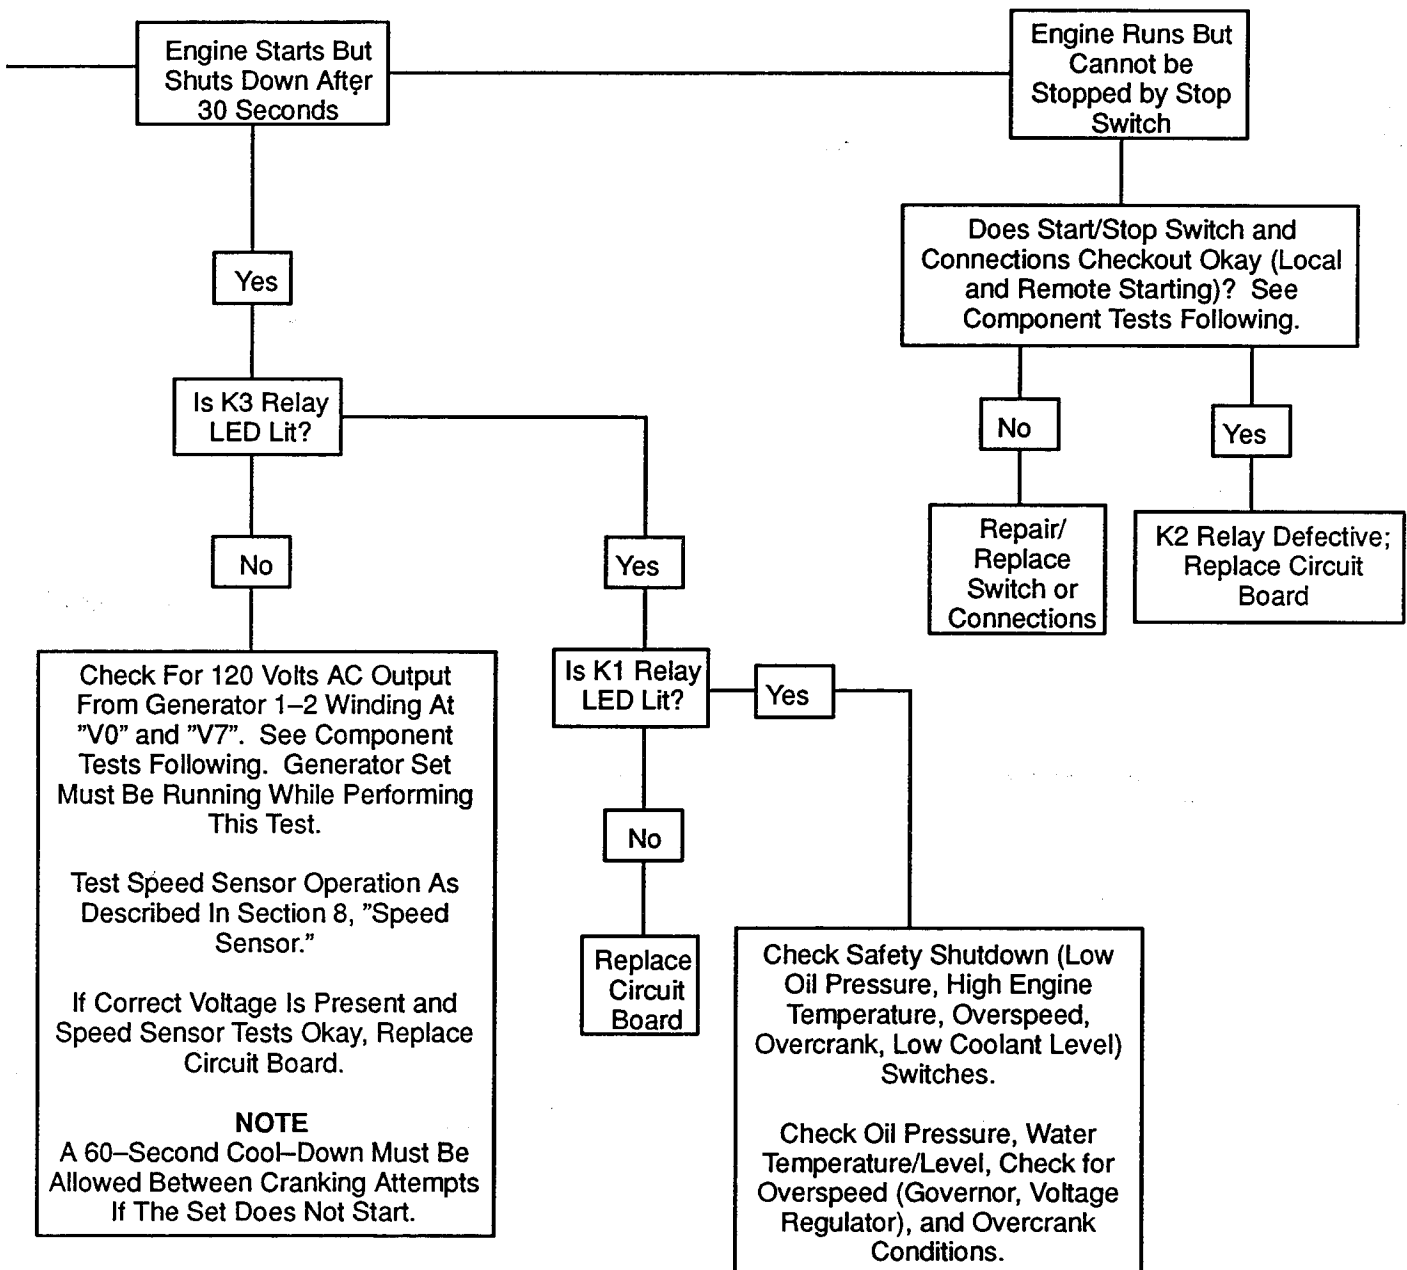 Engine Starts But
Shuts Down After
30 Seconds
Engine Runs But
Cannot be
Stopped by Stop
Switch
Yes
Does Start/Stop Switch and
Connections Checkout Okay (Local
and Remote Starting)? See
Component Tests Following.
Is K3 Relay
LED Lit?
No
Yes
Repair/
Replace
Switch or
Connections
K2 Relay Defective;
Replace Circuit
Board
No
Yes
Check For 120 Volts AC Output
From Generator 1–2 Winding At
"V0" and "V7". See Component
Tests Following. Generator Set
Must Be Running While Performing
This Test.
Test Speed Sensor Operation As
Described In Section 8, "Speed
Sensor."
If Correct Voltage Is Present and
Speed Sensor Tests Okay, Replace
Circuit Board.
NOTE
A 60–Second Cool–Down Must Be
Allowed Between Cranking Attempts
If The Set Does Not Start.
Is K1 Relay
LED Lit?
Yes
No
Replace
Circuit
Board
Check Safety Shutdown (Low
Oil Pressure, High Engine
Temperature, Overspeed,
Overcrank, Low Coolant Level)
Switches.
Check Oil Pressure, Water
Temperature/Level, Check for
Overspeed (Governor, Voltage
Regulator), and Overcrank
Conditions.